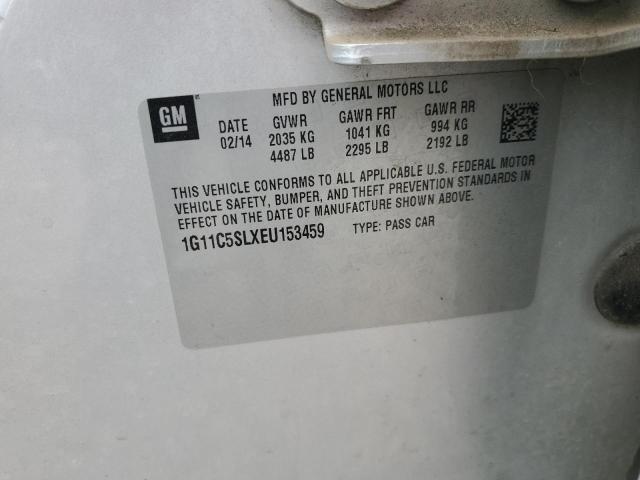 GM
MFD BY GENERAL MOTORS LLC
DATE GVWR GAWR FRT GAWR RR
02/14 2035 KG 1041 KG 994 KG
4487 LB 2295 LB 2192 LB
THIS VEHICLE CONFORMS TO ALL APPLICABLE U.S. FEDERAL MOTOR
VEHICLE SAFETY, BUMPER, AND THEFT PREVENTION STANDARDS IN
EFFECT ON THE DATE OF MANUFACTURE SHOWN ABOVE.
1G11C5SLXEU153459 TYPE: PASS CAR